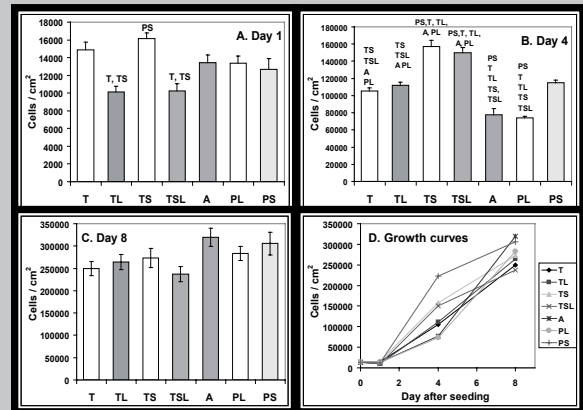 A. Day 1
Cells / cm²
18000
16000
14000
12000
10000
8000
6000
4000
2000
0
T, TS
PS
T, TS
T TL TS TSL A PL PS
B. Day 4
Cells / cm²
200000
180000
160000
140000
120000
100000
80000
60000
40000
20000
0
TS
TSL
A
PL
TS
TSL
A PL
PS,T, TL,
A, PL
PS,T, TL,
A, PL
PS
T
TL
TS,
TSL
PS
T
TL
TS
TSL
T TL TS TSL A PL PS
C. Day 8
Cells / cm²
350000
300000
250000
200000
150000
100000
50000
0
T TL TS TSL A PL PS
D. Growth curves
Cells / cm²
350000
300000
250000
200000
150000
100000
50000
0
0 2 4 6 8
Day after seeding
T
TL
TS
TSL
A
PL
PS